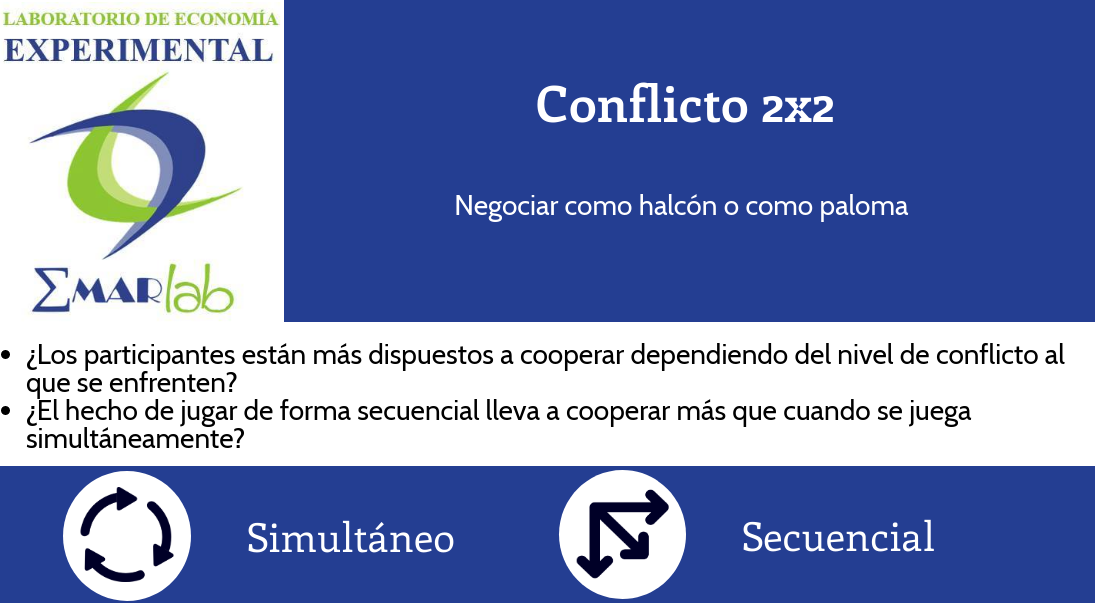 LABORATORIO DE ECONOMÍA
EXPERIMENTAL
ΣMARlab
Conflicto 2x2
Negociar como halcón o como paloma
• ¿Los participantes están más dispuestos a cooperar dependiendo del nivel de conflicto al
que se enfrenten?
• ¿El hecho de jugar de forma secuencial lleva a cooperar más que cuando se juega
simultáneamente?
Simultáneo
Secuencial